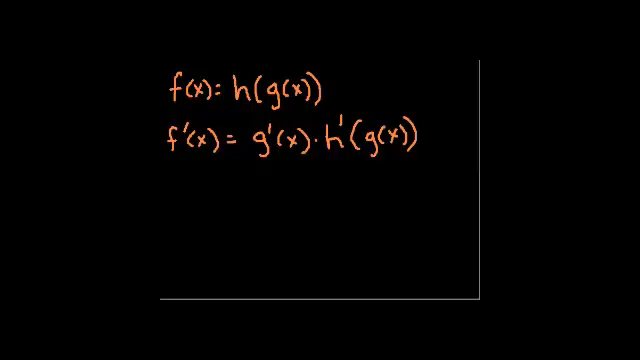 f(x) = h(g(x))
f'(x) = g'(x) · h'(g(x))